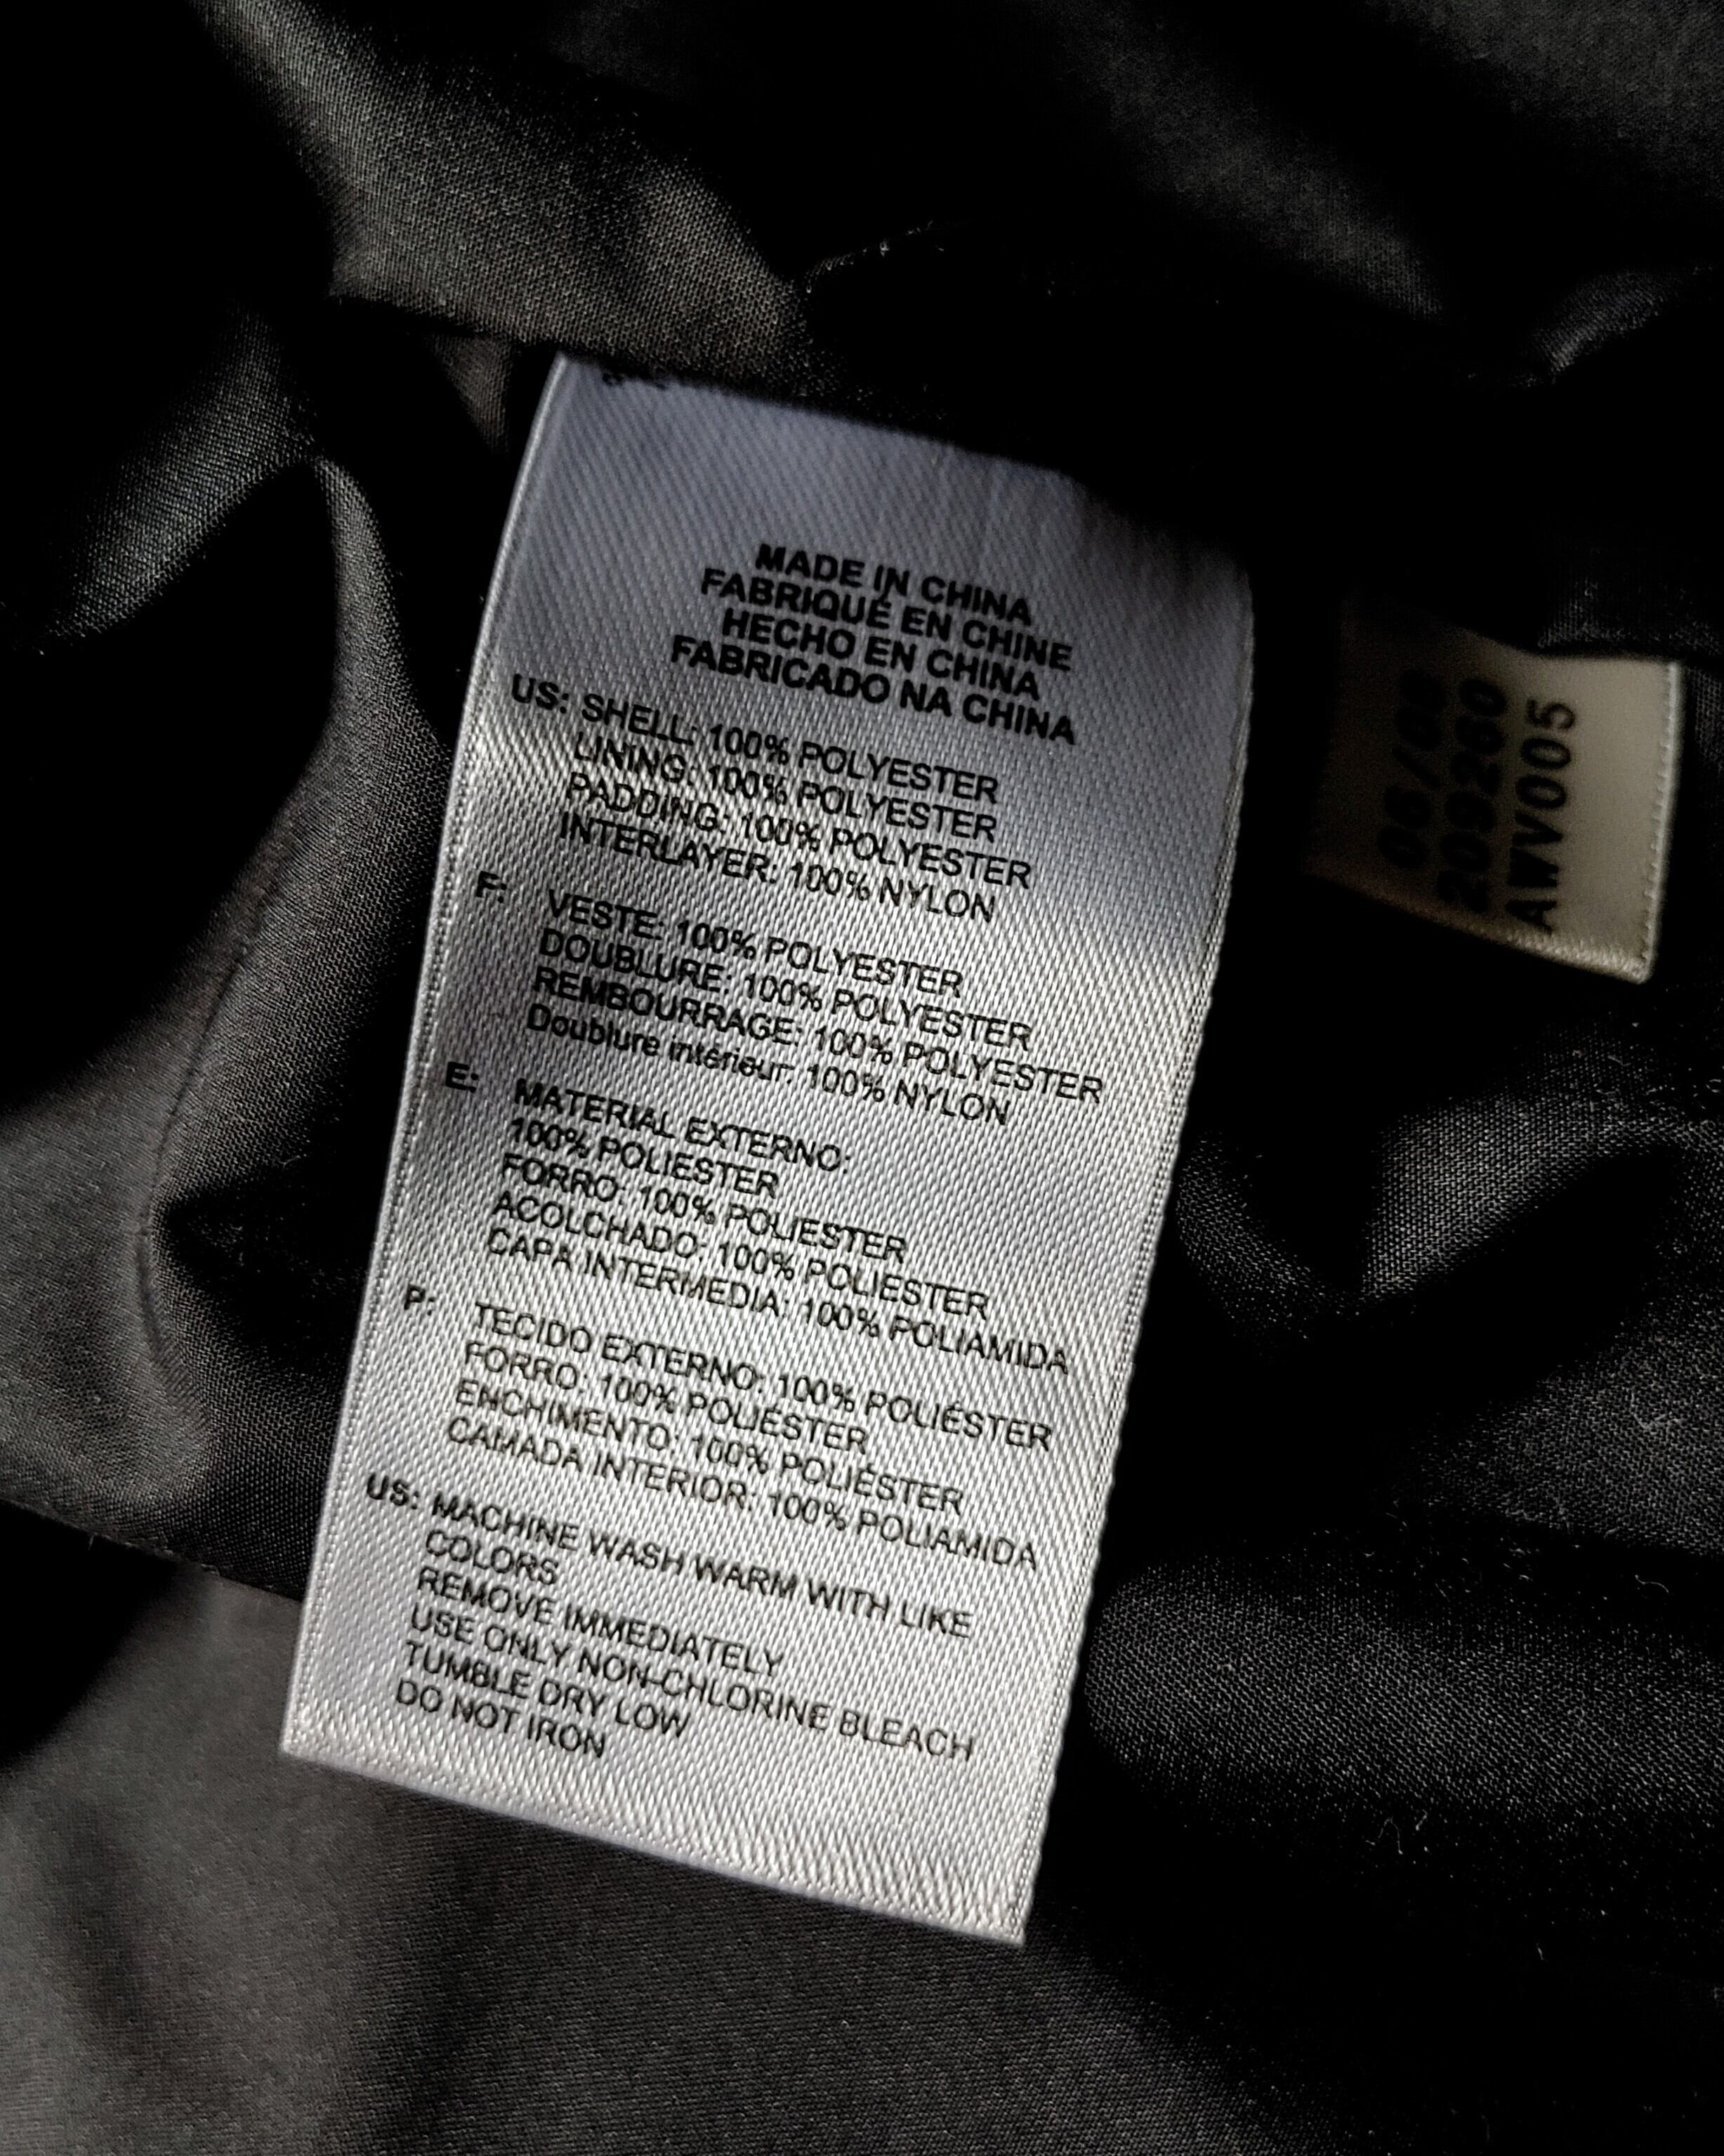 MADE IN CHINA
FABRIQUÉ EN CHINE
HECHO EN CHINA
FABRICADO NA CHINA
US: SHELL: 100% POLYESTER
LINING: 100% POLYESTER
PADDING: 100% POLYESTER
INTERLAYER: 100% NYLON
F: VESTE: 100% POLYESTER
DOUBLURE: 100% POLYESTER
REMBOURRAGE: 100% POLYESTER
Doublure intérieur: 100% NYLON
E: MATERIAL EXTERNO:
100% POLIESTER
FORRO: 100% POLIESTER
ACOLCHADO: 100% POLIESTER
CAPA INTERMEDIA: 100% POLIAMIDA
P: TECIDO EXTERNO: 100% POLIÉSTER
FORRO: 100% POLIÉSTER
ENCHIMENTO: 100% POLIÉSTER
CAMADA INTERIOR: 100% POLIAMIDA
US: MACHINE WASH WARM WITH LIKE
COLORS
REMOVE IMMEDIATELY
USE ONLY NON-CHLORINE BLEACH
TUMBLE DRY LOW
DO NOT IRON
209260
AWV005